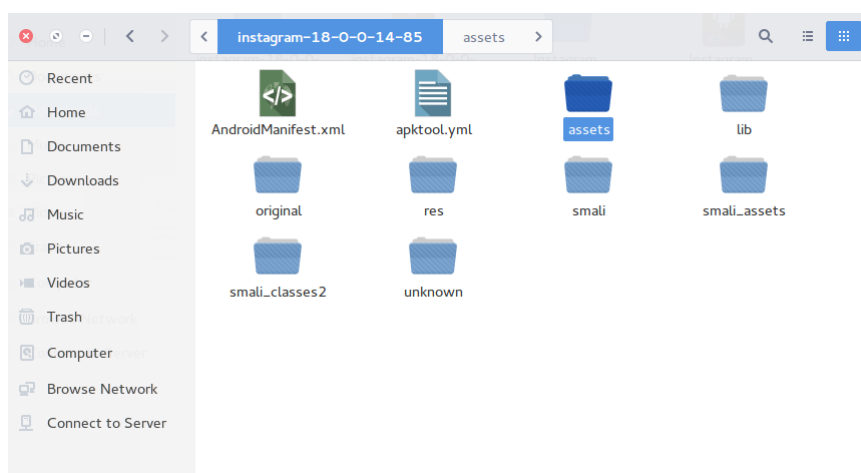 instagram-18-0-0-14-85 assets
Recent
Home
Documents
Downloads
Music
Pictures
Videos
Trash
Computer
Browse Network
Connect to Server
AndroidManifest.xml apktool.yml assets lib
original res smali smali_assets
smali_classes2 unknown